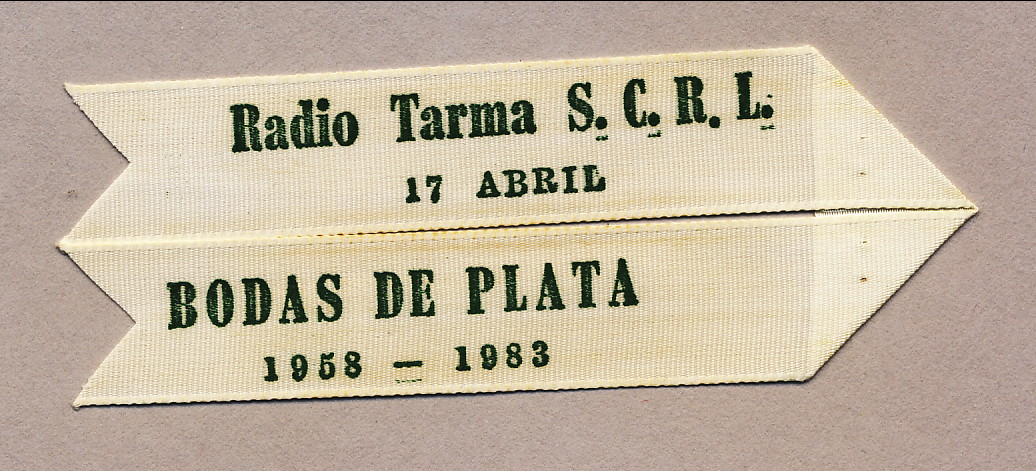 Radio Tarma S. C. R. L.
17 ABRIL
BODAS DE PLATA
1958 — 1983